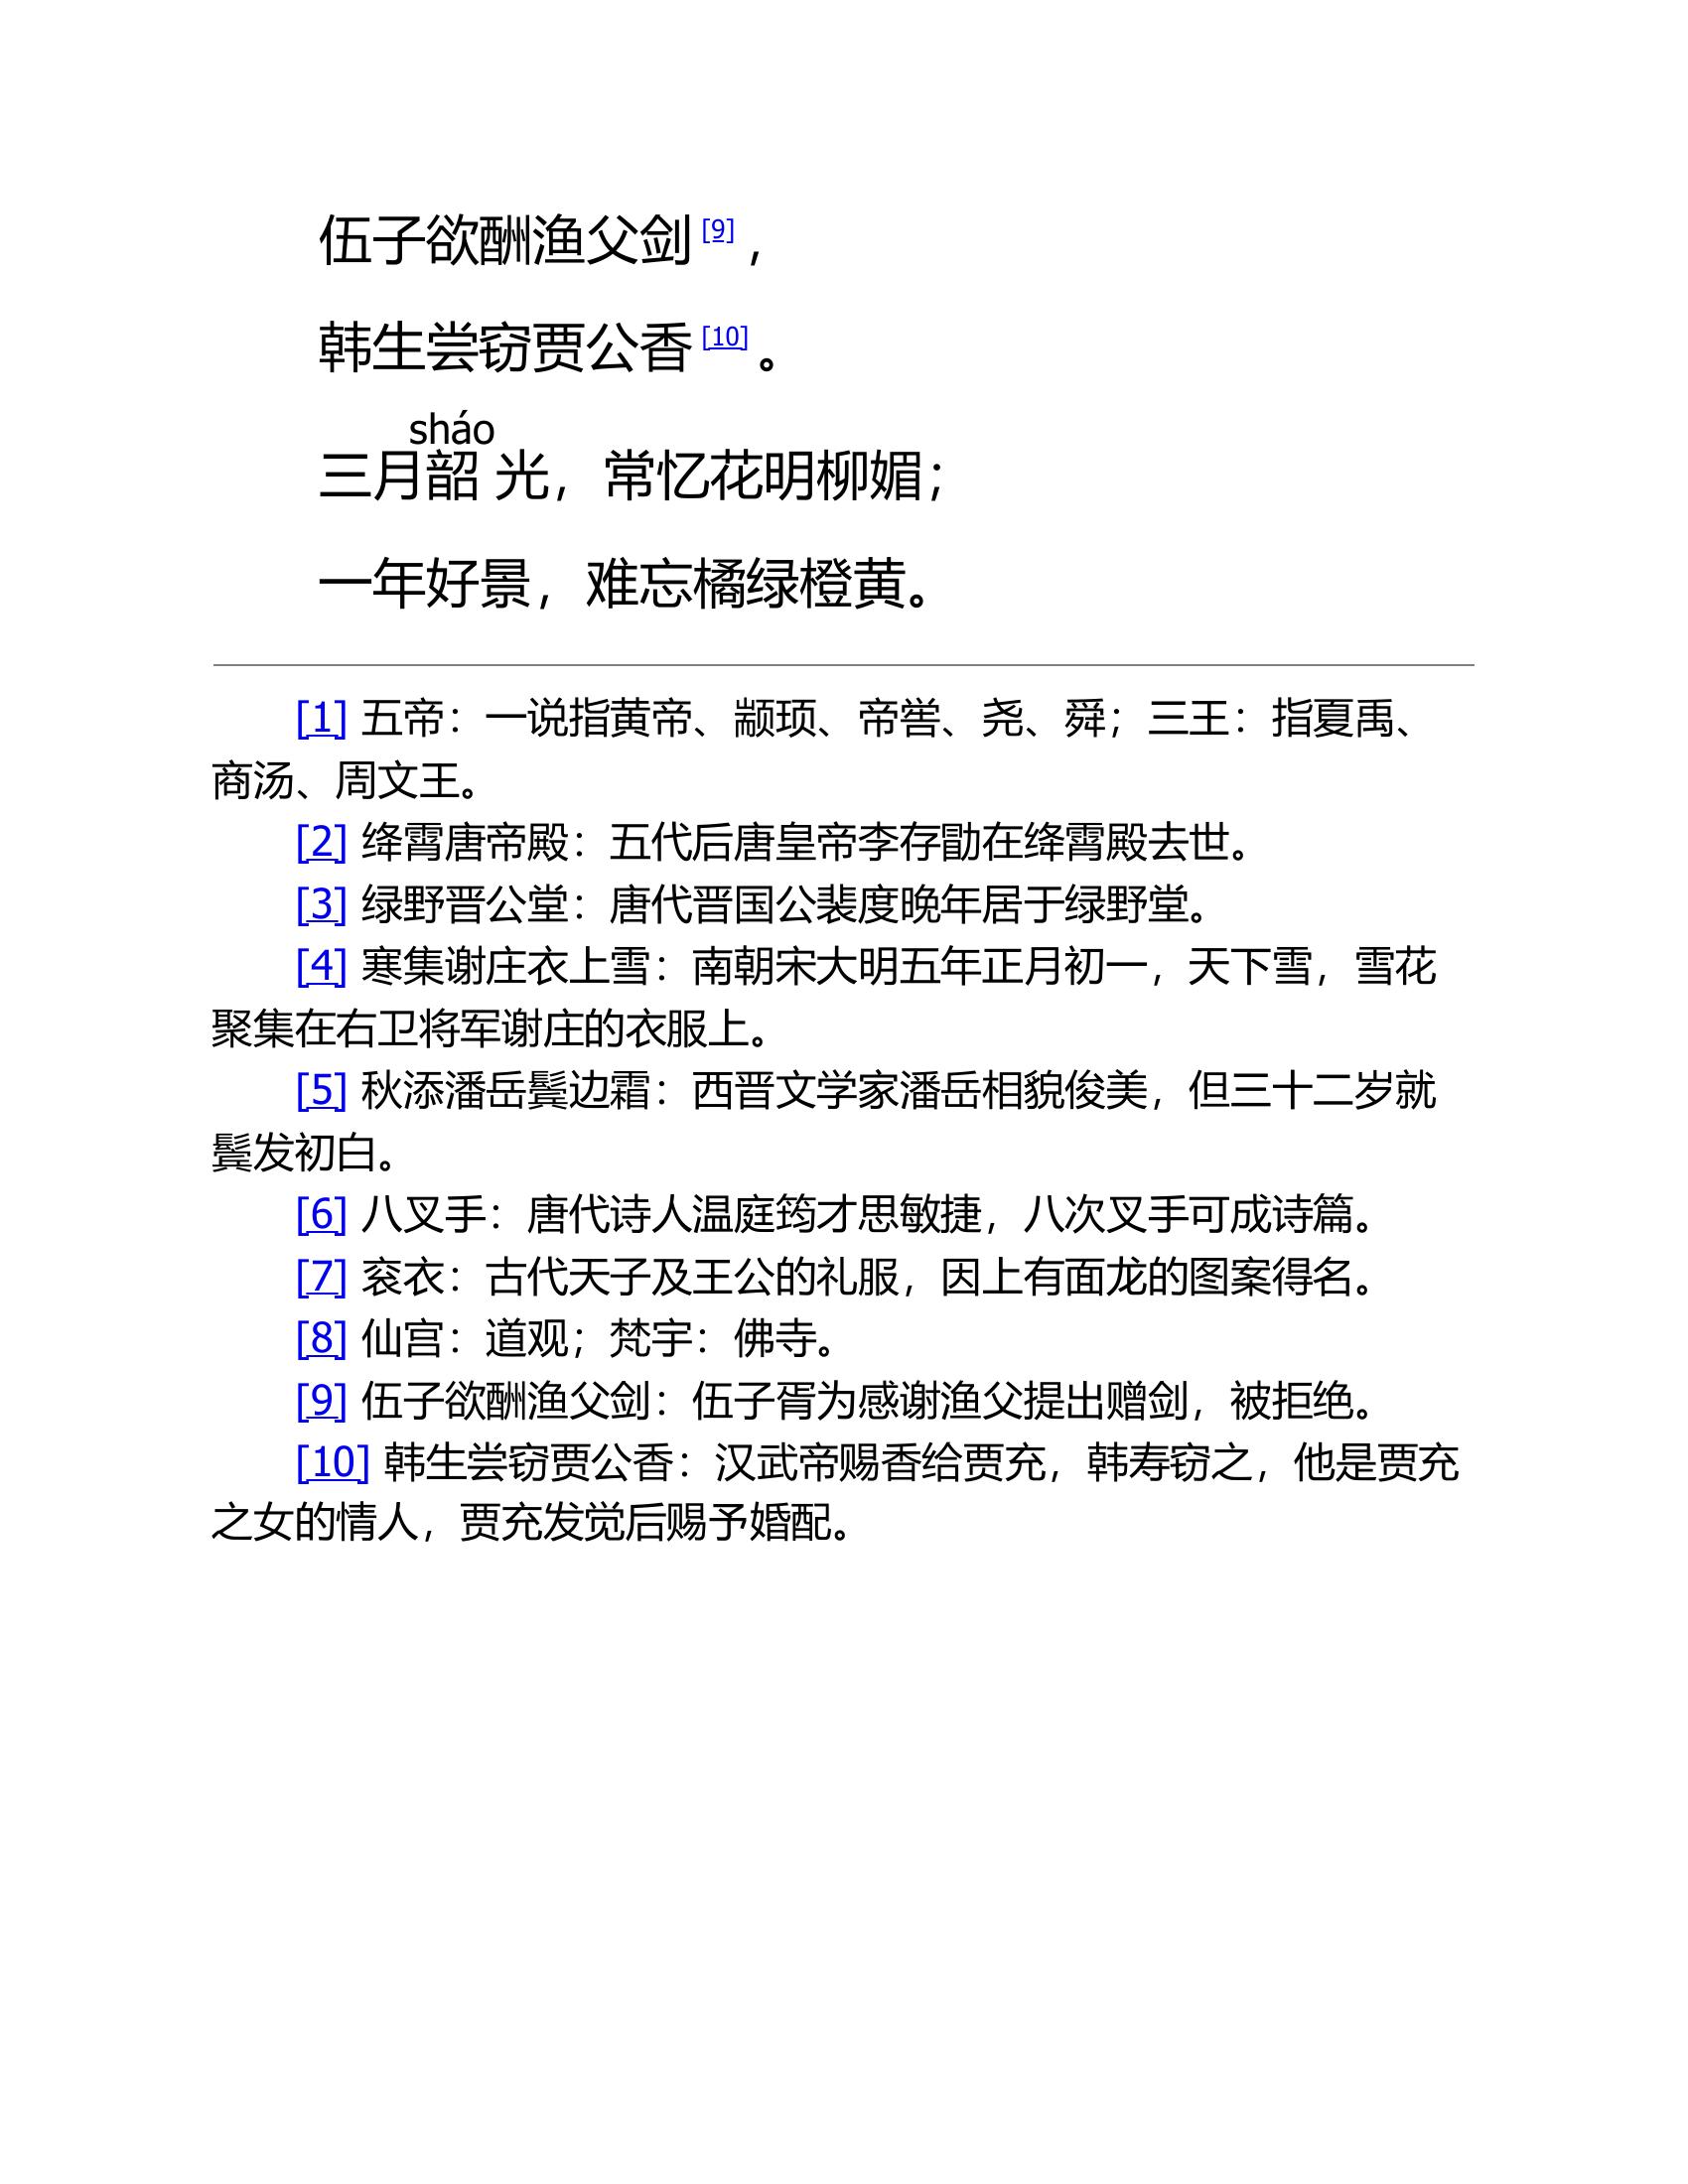 伍子欲酬渔父剑[9]，
韩生尝窃贾公香[10]。
sháo
三月韶 光，常忆花明柳媚；
一年好景，难忘橘绿橙黄。
[1] 五帝：一说指黄帝、颛顼、帝喾、尧、舜；三王：指夏禹、
商汤、周文王。
[2] 绛霄唐帝殿：五代后唐皇帝李存勖在绛霄殿去世。
[3] 绿野晋公堂：唐代晋国公裴度晚年居于绿野堂。
[4] 寒集谢庄衣上雪：南朝宋大明五年正月初一，天下雪，雪花
聚集在右卫将军谢庄的衣服上。
[5] 秋添潘岳鬓边霜：西晋文学家潘岳相貌俊美，但三十二岁就
鬓发初白。
[6] 八叉手：唐代诗人温庭筠才思敏捷，八次叉手可成诗篇。
[7] 衮衣：古代天子及王公的礼服，因上有面龙的图案得名。
[8] 仙宫：道观；梵宇：佛寺。
[9] 伍子欲酬渔父剑：伍子胥为感谢渔父提出赠剑，被拒绝。
[10] 韩生尝窃贾公香：汉武帝赐香给贾充，韩寿窃之，他是贾充
之女的情人，贾充发觉后赐予婚配。